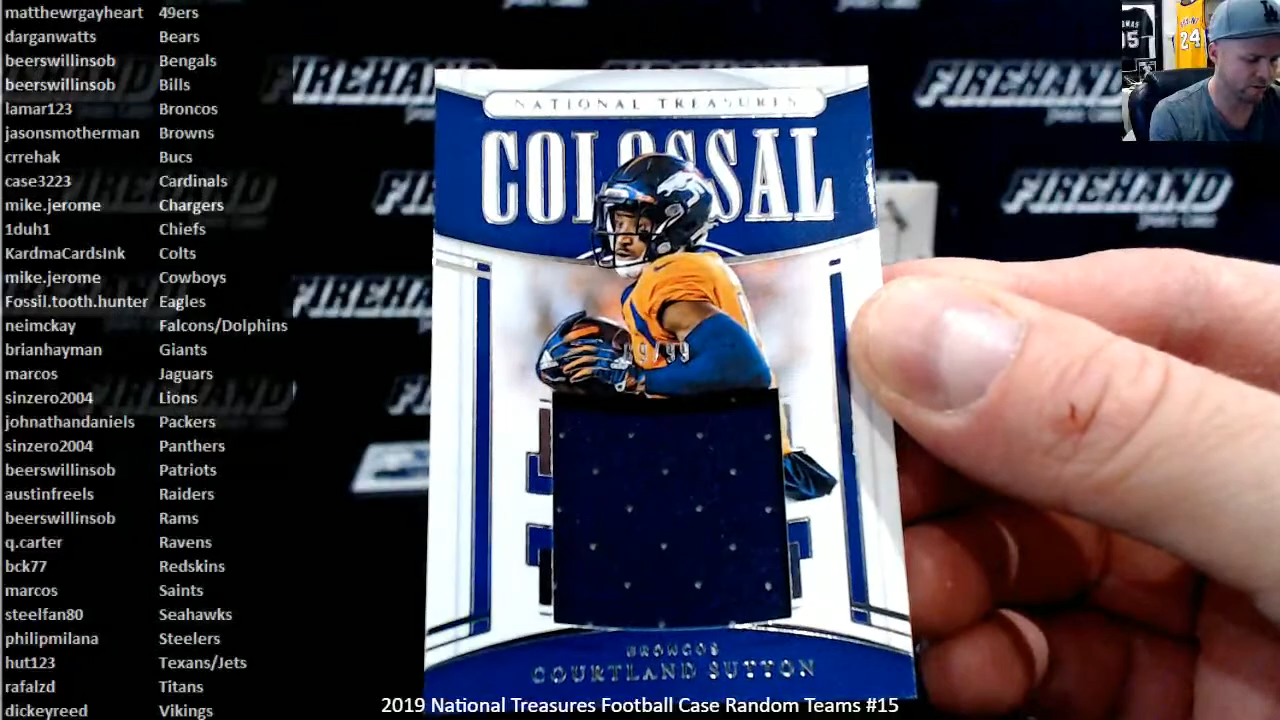 matthewrgayheart 49ers
darganwatts Bears
beerswillinsob Bengals
beerswillinsob Bills
lamar123 Broncos
jasonsmotherman Browns
crrehak Bucs
case3223 Cardinals
mike.jerome Chargers
1duh1 Chiefs
KardmaCardsInk Colts
mike.jerome Cowboys
Fossil.tooth.hunter Eagles
neimckay Falcons/Dolphins
brianhayman Giants
marcos Jaguars
sinzero2004 Lions
johnathandaniels Packers
sinzero2004 Panthers
beerswillinsob Patriots
austinfreels Raiders
beerswillinsob Rams
q.carter Ravens
bck77 Redskins
marcos Saints
steelfan80 Seahawks
philipmilana Steelers
hut123 Texans/Jets
rafalzd Titans
dickeyreed Vikings
NATIONAL TREASURES
COLOSSAL
BRONCOS
COURTLAND SUTTON
FIREHAND
FIREHAND
FIREHAND
24
2019 National Treasures Football Case Random Teams #15